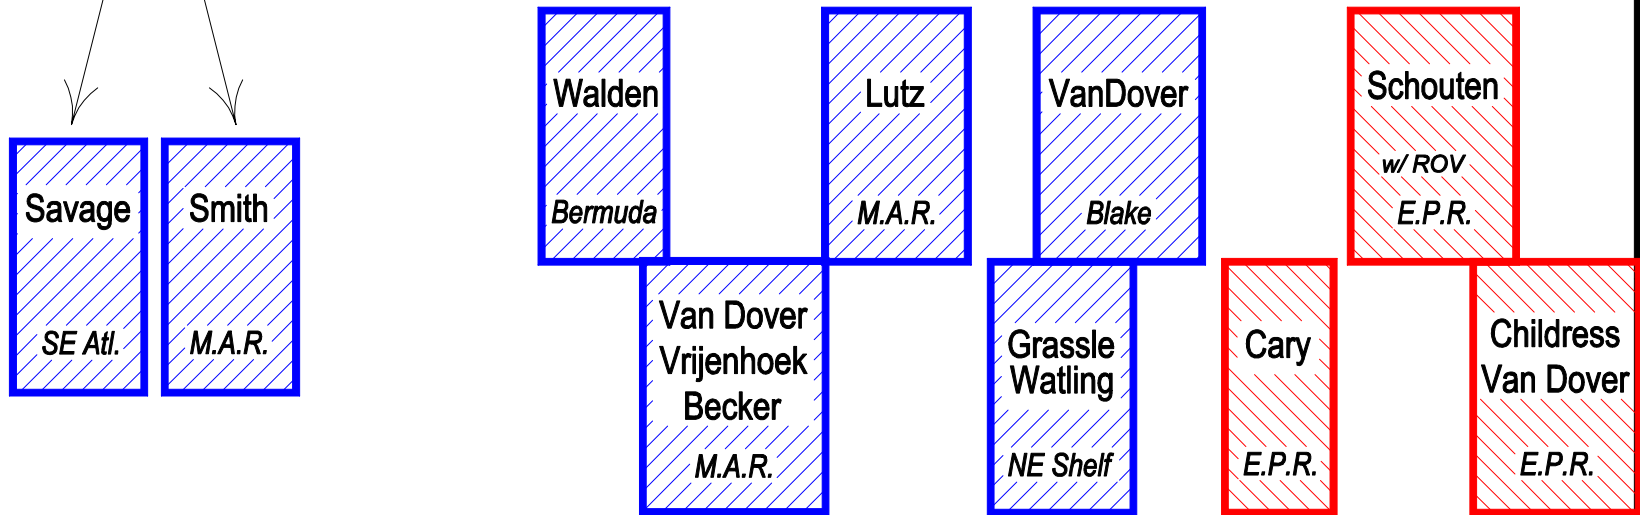 Savage
SE Atl.
Smith
M.A.R.
Walden
Bermuda
Van Dover
Vrijenhoek
Becker
M.A.R.
Lutz
M.A.R.
Grassle
Watling
NE Shelf
VanDover
Blake
Cary
E.P.R.
Schouten
w/ ROV
E.P.R.
Childress
Van Dover
E.P.R.